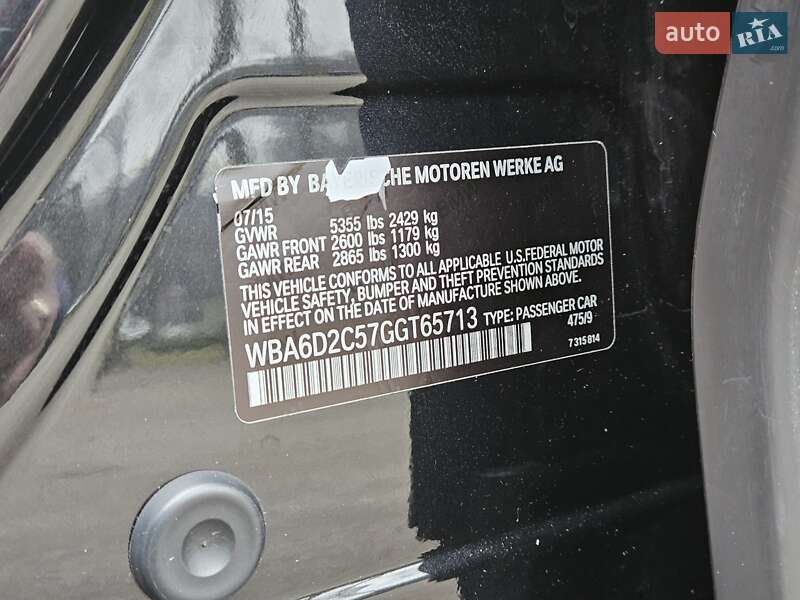 auto RIA .com
MFD BY BAYERISCHE MOTOREN WERKE AG
07/15
GVWR 5355 lbs 2429 kg
GAWR FRONT 2600 lbs 1179 kg
GAWR REAR 2865 lbs 1300 kg
THIS VEHICLE CONFORMS TO ALL APPLICABLE U.S.FEDERAL MOTOR
VEHICLE SAFETY, BUMPER AND THEFT PREVENTION STANDARDS
IN EFFECT ON THE DATE OF MANUFACTURE SHOWN ABOVE.
WBA6D2C57GGT65713 TYPE: PASSENGER CAR
475/9
7 315 814